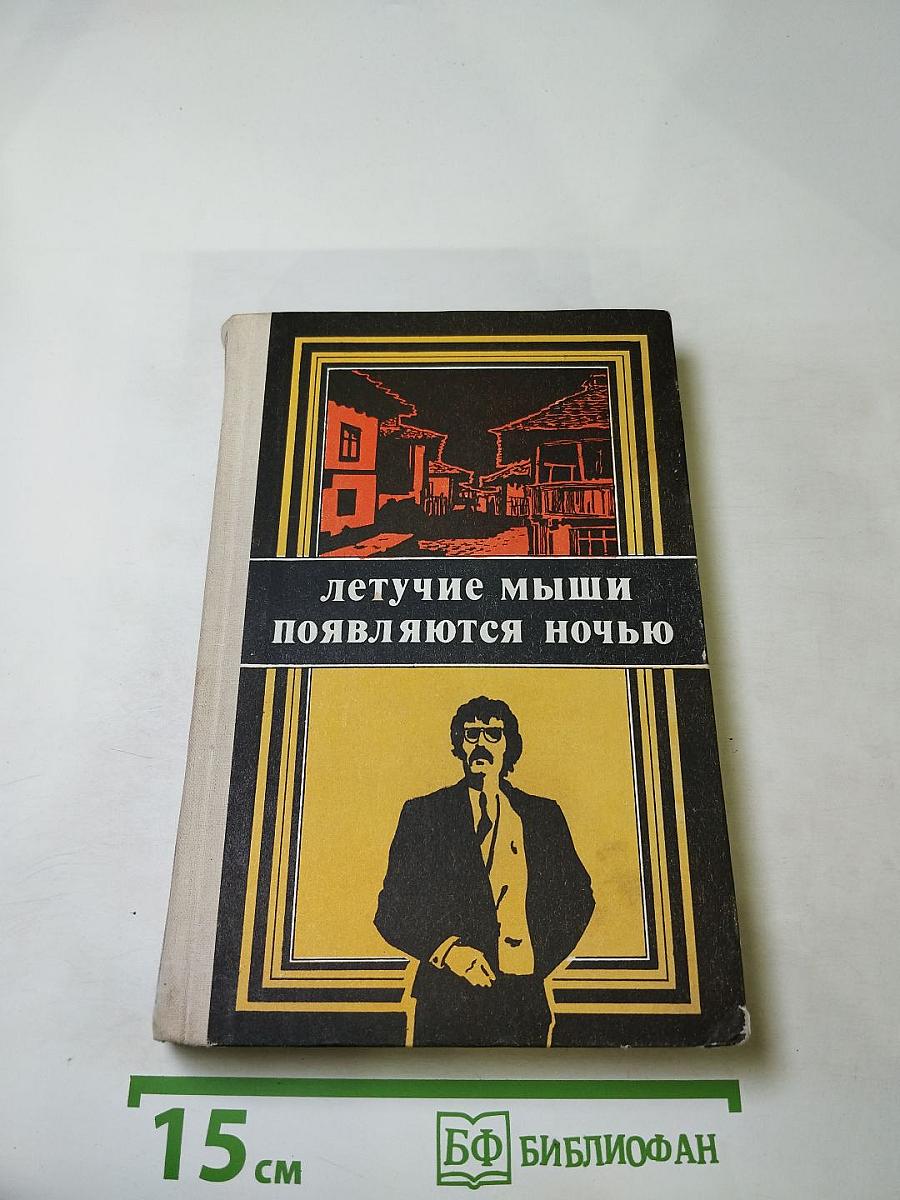 летучие мыши
появляются ночью
15 см
БФ БИБЛИОФАН